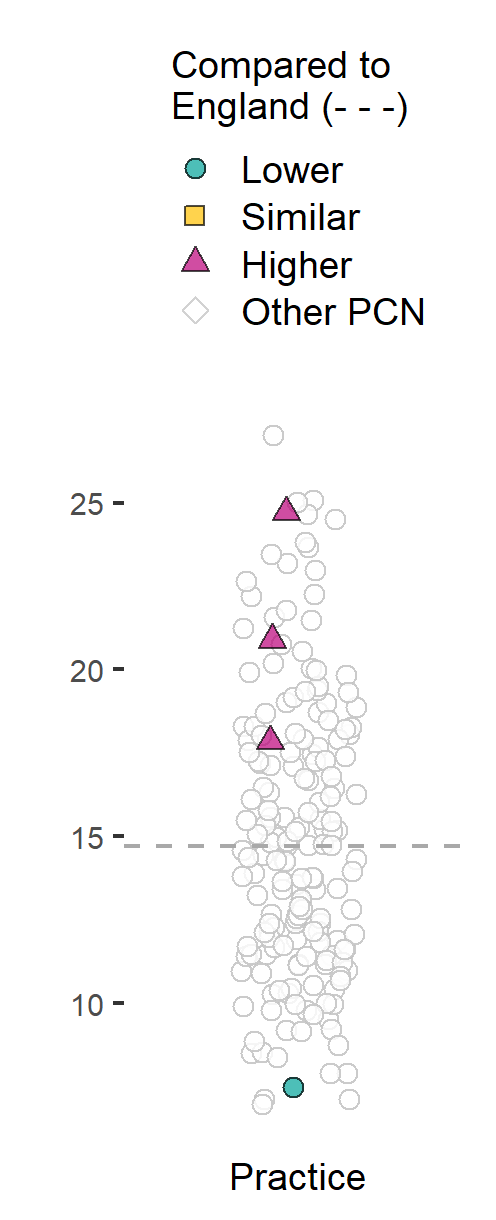 Compared to
England (- - -)
Lower
Similar
Higher
Other PCN
25
20
15
10
Practice